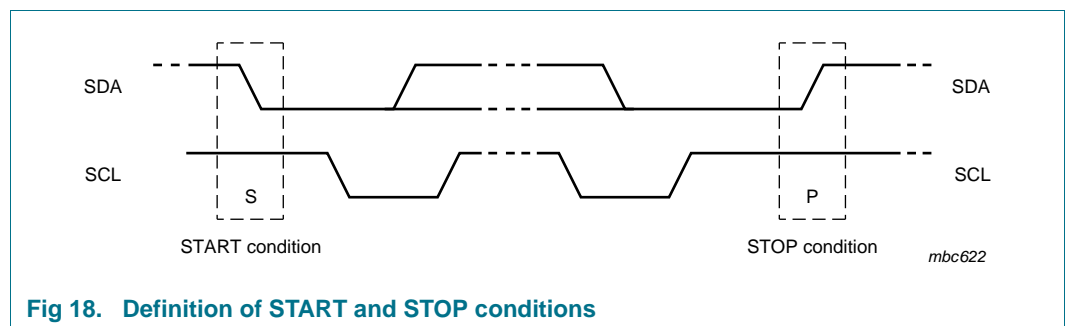 SDA SDA
SCL SCL
S P
START condition STOP condition
mbc622
Fig 18. Definition of START and STOP conditions